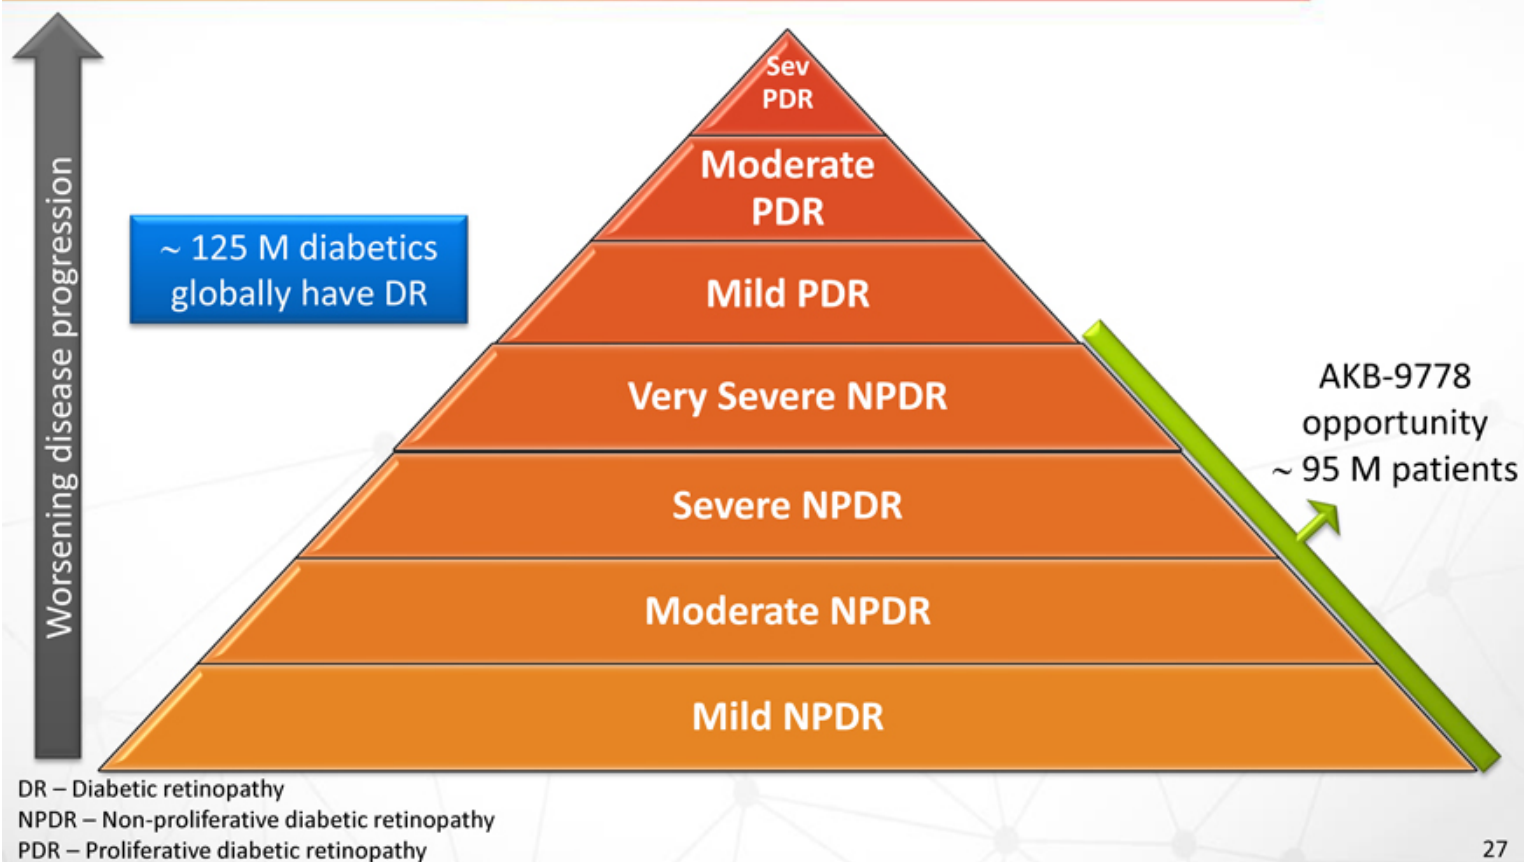 Worsening disease progression
~ 125 M diabetics
globally have DR
Sev
PDR
Moderate
PDR
Mild PDR
Very Severe NPDR
Severe NPDR
Moderate NPDR
Mild NPDR
AKB-9778
opportunity
~ 95 M patients
DR – Diabetic retinopathy
NPDR – Non-proliferative diabetic retinopathy
PDR – Proliferative diabetic retinopathy
27